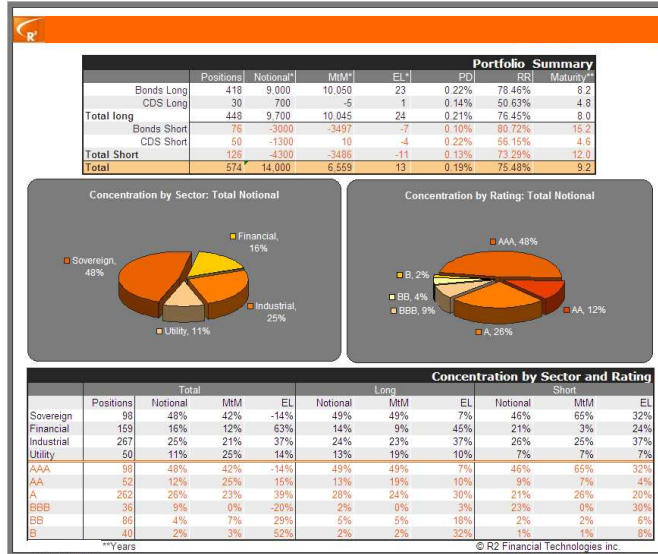 R²
Portfolio Summary
Positions Notional* MtM* EL* PD RR Maturity**
Bonds Long 418 9,000 10,050 23 0.22% 78.46% 8.2
CDS Long 30 700 -5 1 0.14% 50.63% 4.8
Total long 448 9,700 10,045 24 0.21% 76.45% 8.0
Bonds Short 76 -3000 -3497 -7 0.10% 80.72% 15.2
CDS Short 50 -1300 10 -4 0.22% 56.15% 4.6
Total Short 126 -4300 -3486 -11 0.13% 73.29% 12.0
Total 574 14,000 6,559 13 0.19% 75.48% 9.2
Concentration by Sector: Total Notional
Financial, 16%
Sovereign, 48%
Industrial, 25%
Utility, 11%
Concentration by Rating: Total Notional
AAA, 48%
B, 2%
BB, 4%
BBB, 9%
AA, 12%
A, 26%
Concentration by Sector and Rating
Total Long Short
Positions Notional MtM EL Notional MtM EL Notional MtM EL
Sovereign 98 48% 42% -14% 49% 49% 7% 46% 65% 32%
Financial 159 16% 12% 63% 14% 9% 45% 21% 3% 24%
Industrial 267 25% 21% 37% 24% 23% 37% 26% 25% 37%
Utility 50 11% 25% 14% 13% 19% 10% 7% 7% 7%
AAA 98 48% 42% -14% 49% 49% 7% 46% 65% 32%
AA 52 12% 25% 15% 13% 19% 10% 9% 7% 4%
A 262 26% 23% 39% 28% 24% 30% 21% 26% 20%
BBB 36 9% 0% -20% 2% 0% 3% 23% 0% 30%
BB 86 4% 7% 29% 5% 5% 18% 2% 2% 6%
B 40 2% 3% 52% 2% 2% 32% 1% 1% 8%
**Years © R2 Financial Technologies inc.